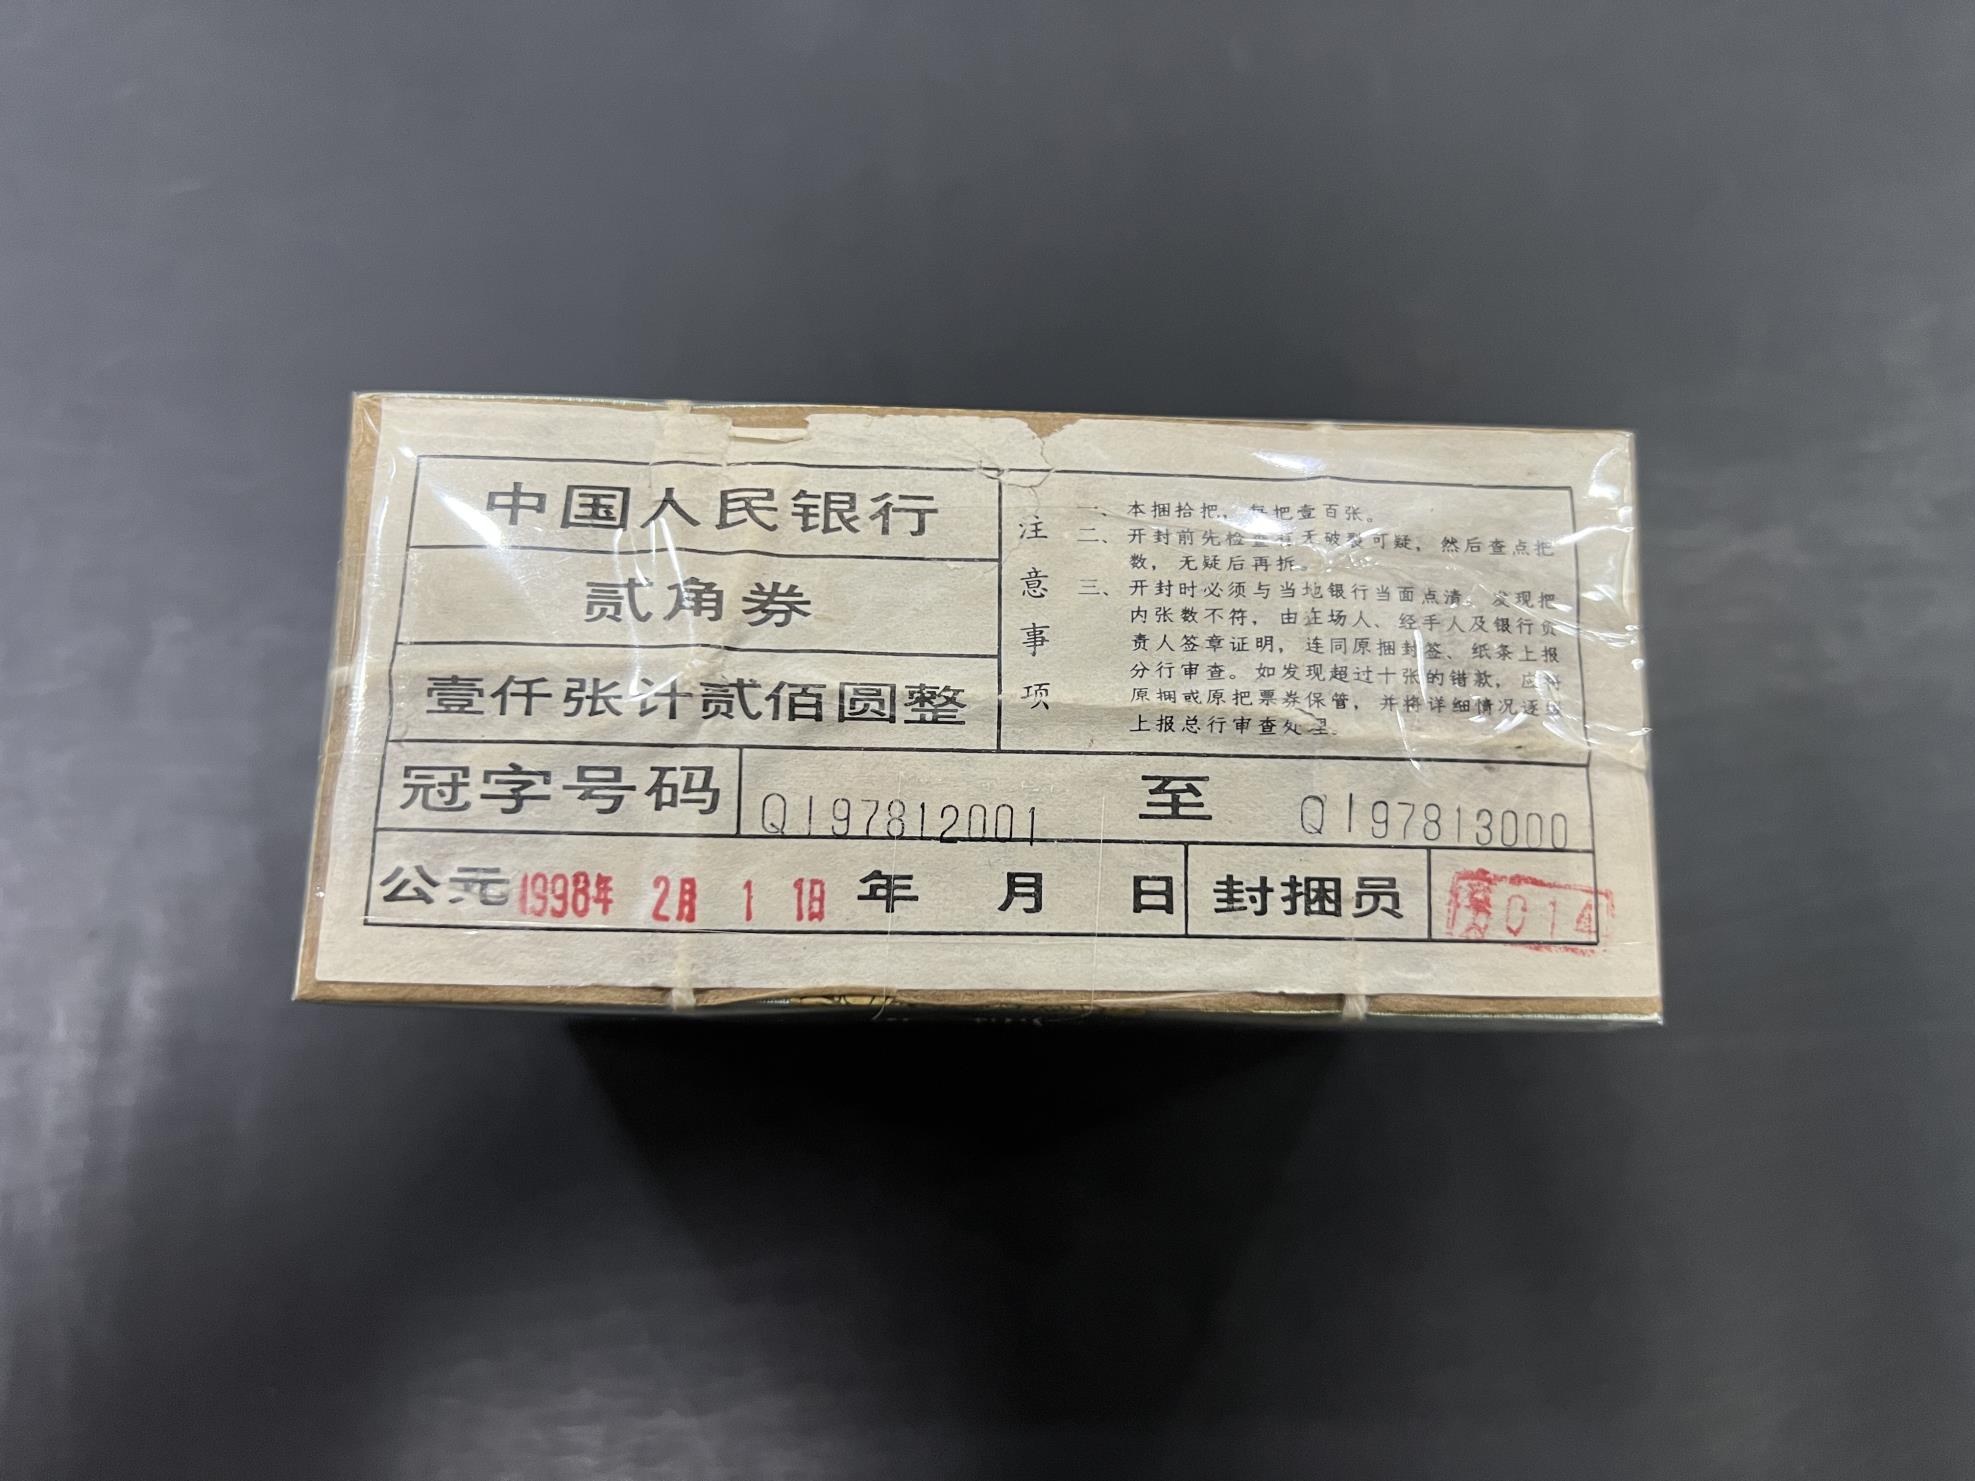 中国人民银行
贰角券
壹仟张计贰佰圆整
注意事项
一、本捆拾把，每把壹百张。
二、开封前先检查有无破裂可疑，然后查点把
数，无疑后再拆。
三、开封时必须与当地银行当面点清。发现把
内张数不符，由在场人、经手人及银行负
责人签章证明，连同原捆封签、纸条上报
分行审查。如发现超过十张的错款，应将
原捆或原把票券保管，并将详细情况逐级
上报总行审查处理。
冠字号码 QI97812001 至 QI97813000
公元1998年 2月 1 1日 年 月 日 封捆员 014